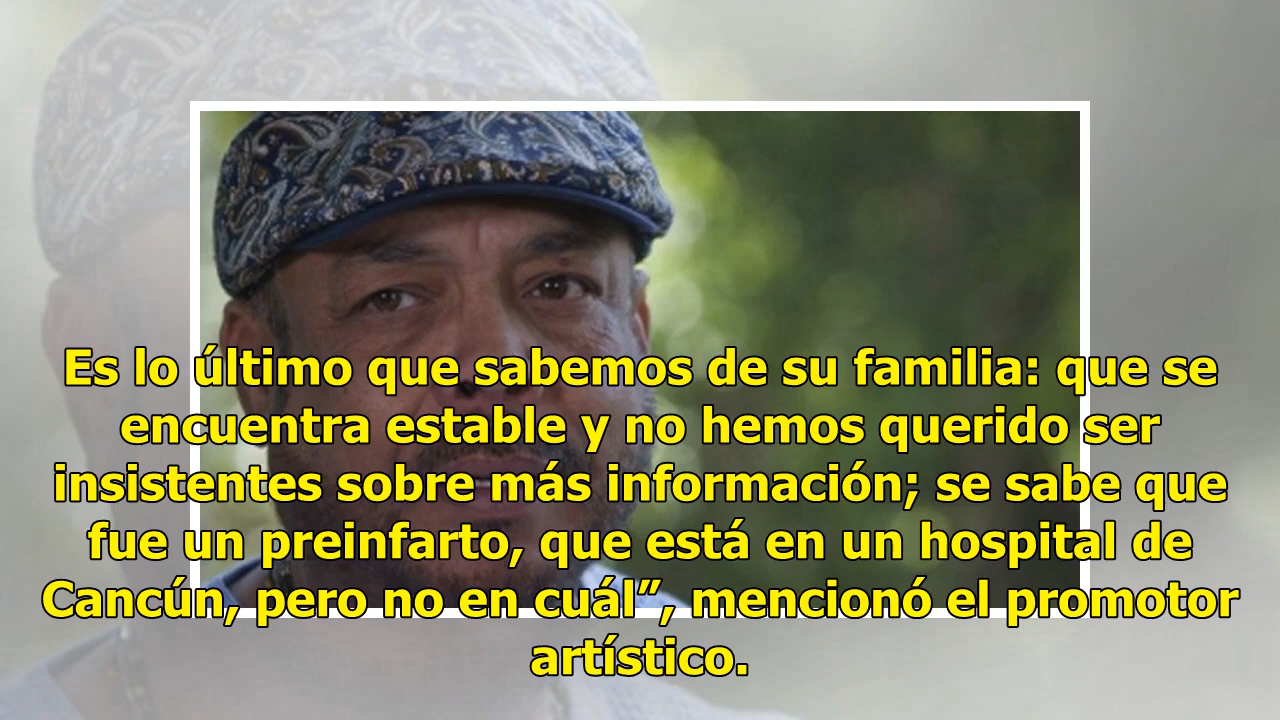 Es lo último que sabemos de su familia: que se
encuentra estable y no hemos querido ser
insistentes sobre más información; se sabe que
fue un preinfarto, que está en un hospital de
Cancún, pero no en cuál”, mencionó el promotor
artístico.